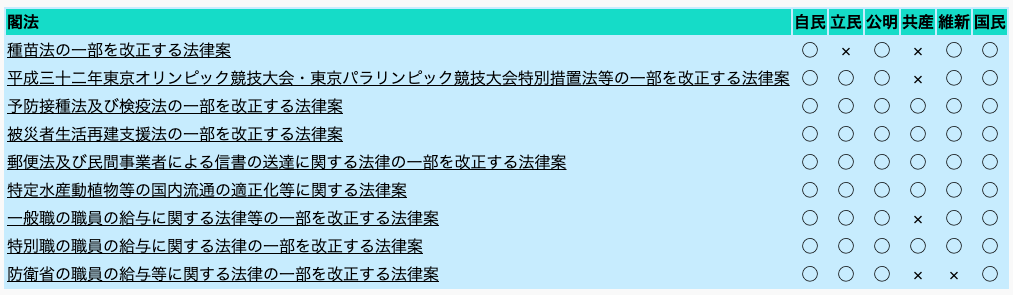 閣法 自民 立民 公明 共産 維新 国民
種苗法の一部を改正する法律案 ○ × ○ × ○ ○
平成三十二年東京オリンピック競技大会・東京パラリンピック競技大会特別措置法等の一部を改正する法律案 ○ ○ ○ × ○ ○
予防接種法及び検疫法の一部を改正する法律案 ○ ○ ○ ○ ○ ○
被災者生活再建支援法の一部を改正する法律案 ○ ○ ○ ○ ○ ○
郵便法及び民間事業者による信書の送達に関する法律の一部を改正する法律案 ○ ○ ○ ○ ○ ○
特定水産動植物等の国内流通の適正化等に関する法律案 ○ ○ ○ ○ ○ ○
一般職の職員の給与に関する法律等の一部を改正する法律案 ○ ○ ○ × ○ ○
特別職の職員の給与に関する法律の一部を改正する法律案 ○ ○ ○ ○ ○ ○
防衛省の職員の給与等に関する法律の一部を改正する法律案 ○ ○ ○ × × ○